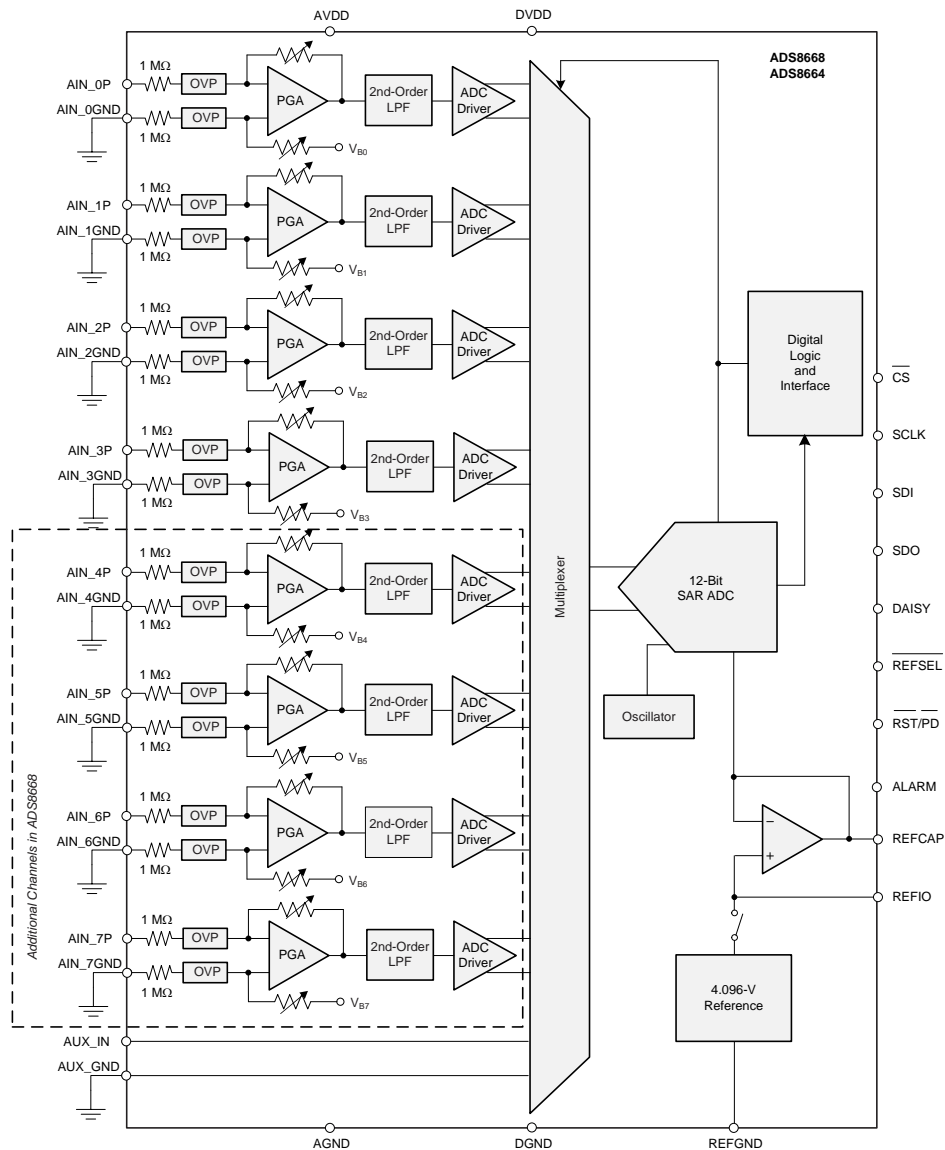 AVDD
DVDD
ADS8668
ADS8664
1 MΩ
AIN_0P
OVP
PGA
2nd-Order
LPF
ADC
Driver
AIN_0GND
OVP
1 MΩ
VB0
1 MΩ
AIN_1P
OVP
PGA
2nd-Order
LPF
ADC
Driver
AIN_1GND
OVP
1 MΩ
VB1
1 MΩ
AIN_2P
OVP
PGA
2nd-Order
LPF
ADC
Driver
AIN_2GND
OVP
1 MΩ
VB2
1 MΩ
AIN_3P
OVP
PGA
2nd-Order
LPF
ADC
Driver
AIN_3GND
OVP
1 MΩ
VB3
Additional Channels in ADS8668
1 MΩ
AIN_4P
OVP
PGA
2nd-Order
LPF
ADC
Driver
AIN_4GND
OVP
1 MΩ
VB4
1 MΩ
AIN_5P
OVP
PGA
2nd-Order
LPF
ADC
Driver
AIN_5GND
OVP
1 MΩ
VB5
1 MΩ
AIN_6P
OVP
PGA
2nd-Order
LPF
ADC
Driver
AIN_6GND
OVP
1 MΩ
VB6
1 MΩ
AIN_7P
OVP
PGA
2nd-Order
LPF
ADC
Driver
AIN_7GND
OVP
1 MΩ
VB7
AUX_IN
AUX_GND
Multiplexer
Digital
Logic
and
Interface
12-Bit
SAR ADC
Oscillator
−
+
4.096-V
Reference
CS
SCLK
SDI
SDO
DAISY
REFSEL
RST/PD
ALARM
REFCAP
REFIO
AGND
DGND
REFGND